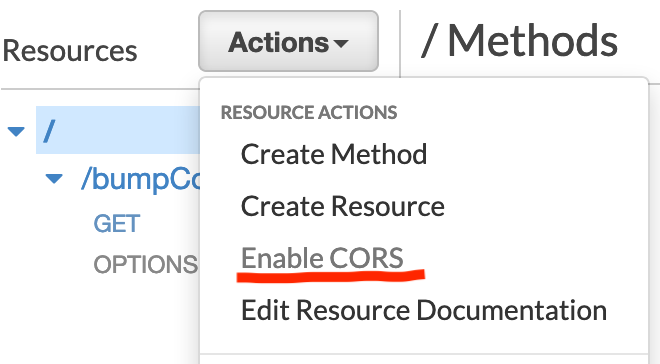 Resources
Actions
/ Methods
/
/bumpCo
GET
OPTIONS
RESOURCE ACTIONS
Create Method
Create Resource
Enable CORS
Edit Resource Documentation